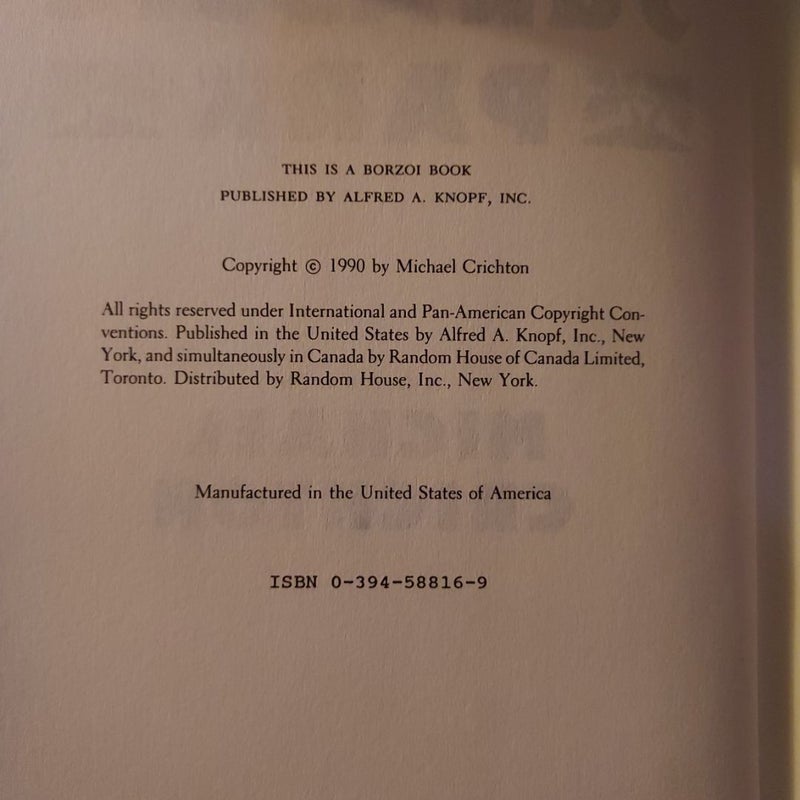 THIS IS A BORZOI BOOK
PUBLISHED BY ALFRED A. KNOPF, INC.
Copyright © 1990 by Michael Crichton
All rights reserved under International and Pan-American Copyright Con-
ventions. Published in the United States by Alfred A. Knopf, Inc., New
York, and simultaneously in Canada by Random House of Canada Limited,
Toronto. Distributed by Random House, Inc., New York.
Manufactured in the United States of America
ISBN 0-394-58816-9